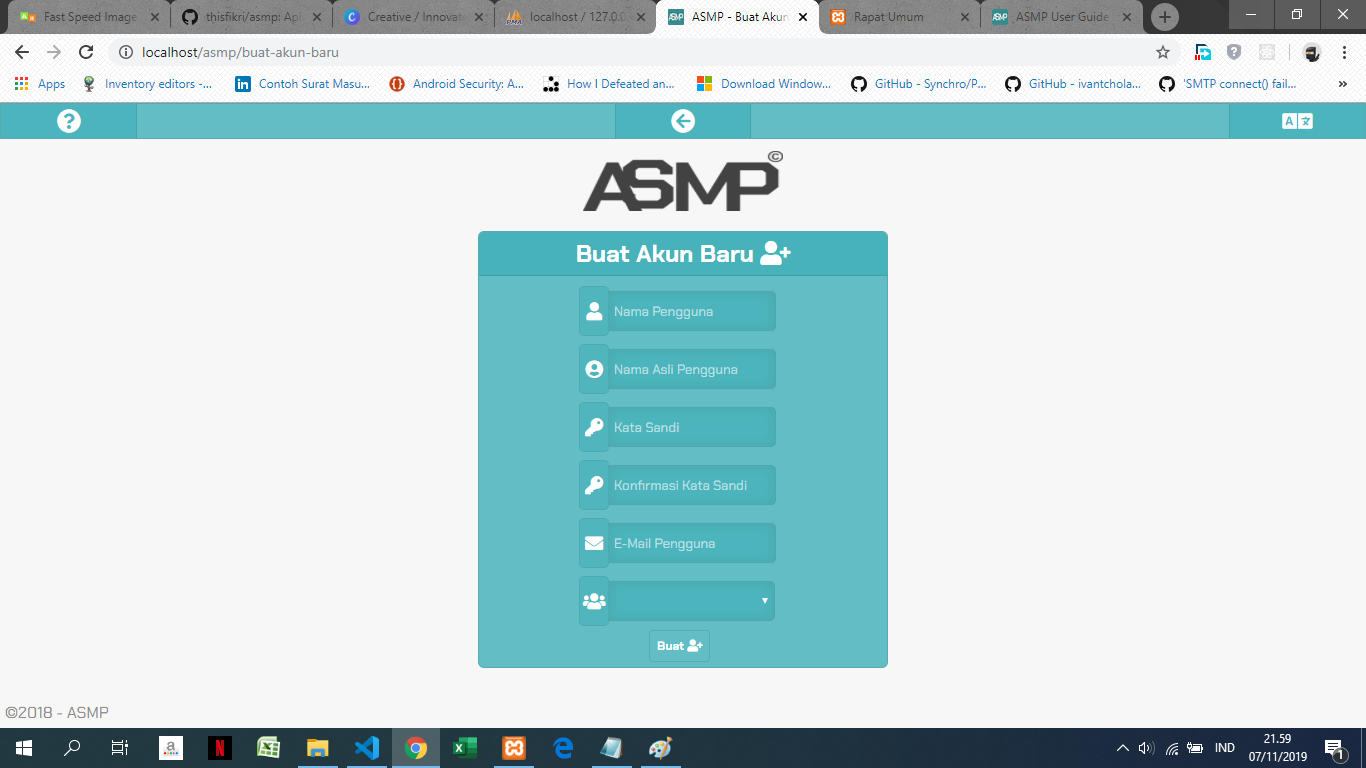 Fast Speed Image
thisfikri/asmp: Apl
Creative / Innovat
localhost / 127.0.0
ASMP - Buat Akun
Rapat Umum
ASMP User Guide
localhost/asmp/buat-akun-baru
Apps
Inventory editors -...
Contoh Surat Masu...
Android Security: A...
How I Defeated an...
Download Window...
GitHub - Synchro/P...
GitHub - ivantchola...
'SMTP connect() fail...
»
ASMP©
Buat Akun Baru
Nama Pengguna
Nama Asli Pengguna
Kata Sandi
Konfirmasi Kata Sandi
E-Mail Pengguna
Buat
©2018 - ASMP
IND
21.59
07/11/2019
1